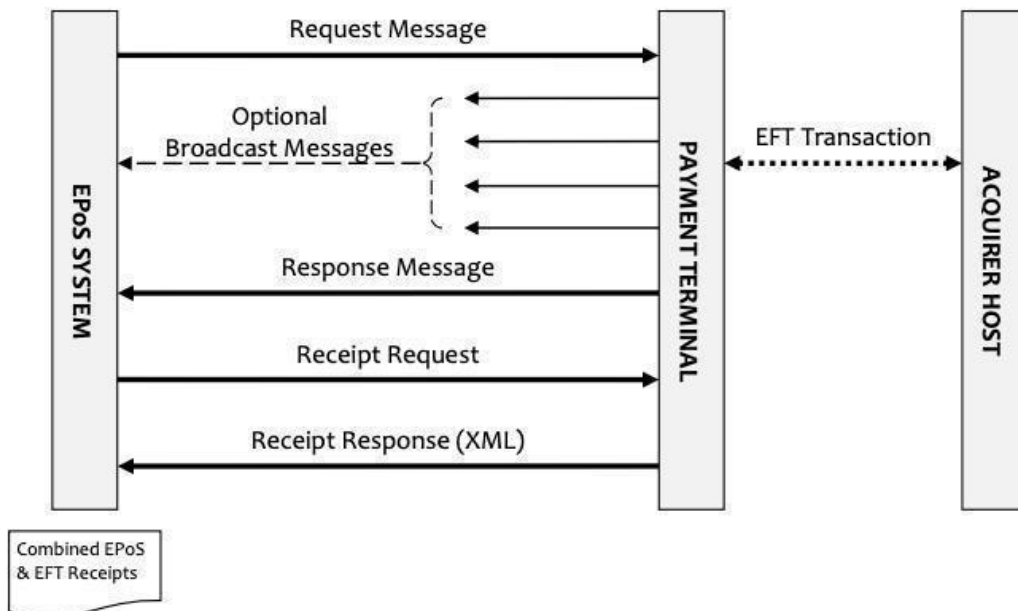 Request Message
Optional
Broadcast Messages
EFT Transaction
EPoS SYSTEM
PAYMENT TERMINAL
ACQUIRER HOST
Response Message
Receipt Request
Receipt Response (XML)
Combined EPoS
& EFT Receipts